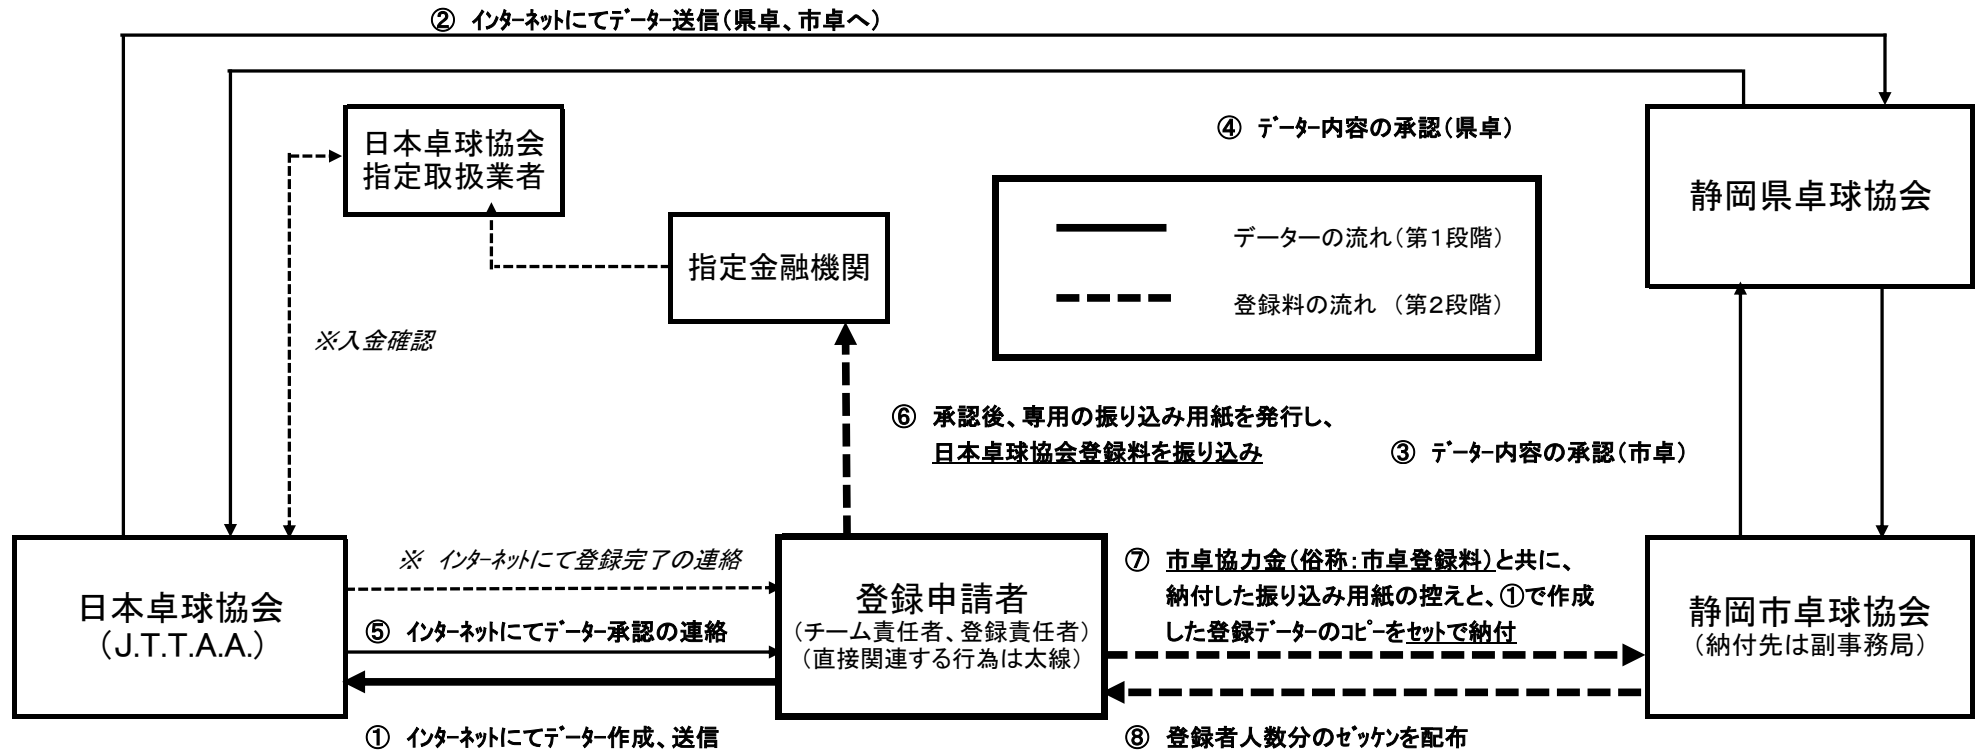 ② インターネットにてデーター送信(県卓、市卓へ)
日本卓球協会
指定取扱業者
④ データー内容の承認(県卓)
静岡県卓球協会
データーの流れ(第1段階)
指定金融機関
登録料の流れ (第2段階)
※入金確認
⑥ 承認後、専用の振り込み用紙を発行し、
日本卓球協会登録料を振り込み
③ データー内容の承認(市卓)
※ インターネットにて登録完了の連絡
日本卓球協会
(J.T.T.A.A.)
⑤ インターネットにてデーター承認の連絡
登録申請者
(チーム責任者、登録責任者)
(直接関連する行為は太線)
⑦ 市卓協力金(俗称:市卓登録料)と共に、
納付した振り込み用紙の控えと、①で作成
した登録データーのコピーをセットで納付
静岡市卓球協会
(納付先は副事務局)
① インターネットにてデーター作成、送信
⑧ 登録者人数分のゼッケンを配布